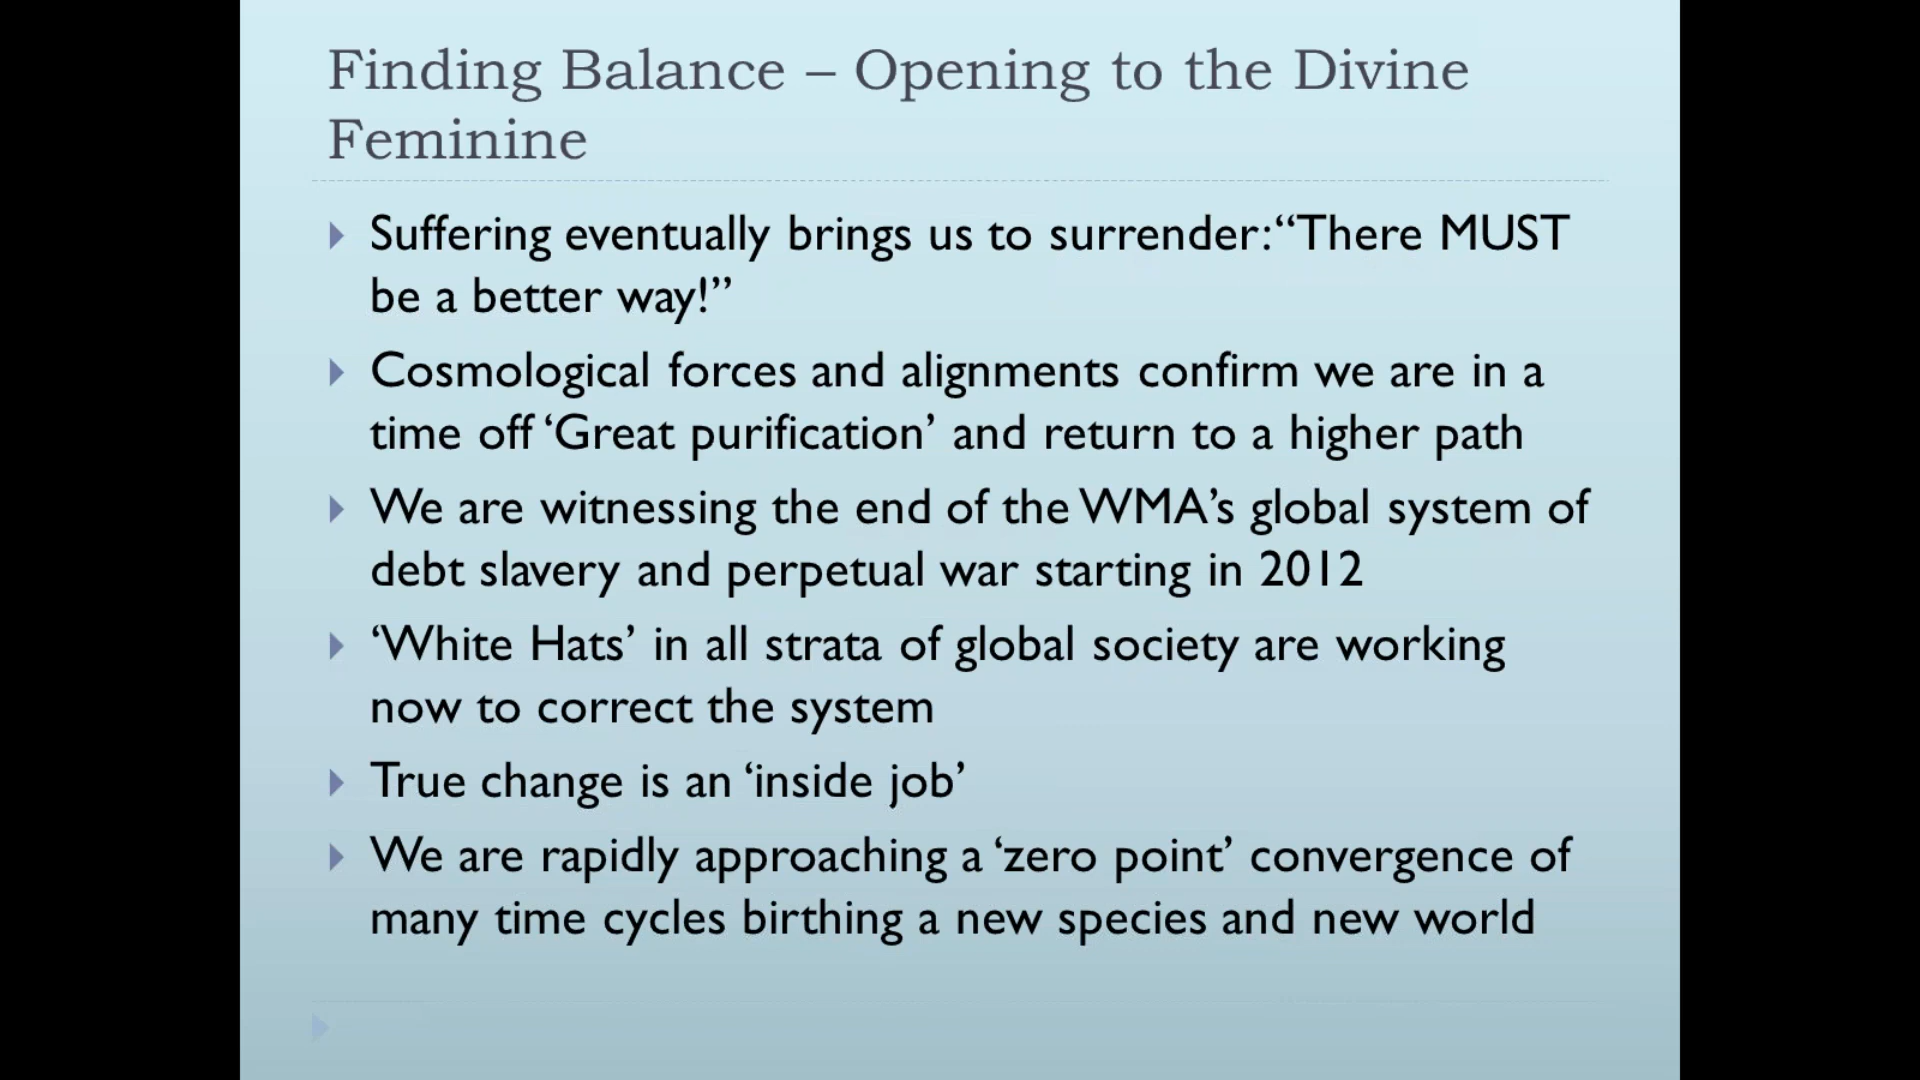 Finding Balance – Opening to the Divine
Feminine
Suffering eventually brings us to surrender: “There MUST
be a better way!”
Cosmological forces and alignments confirm we are in a
time off ‘Great purification’ and return to a higher path
We are witnessing the end of the WMA’s global system of
debt slavery and perpetual war starting in 2012
‘White Hats’ in all strata of global society are working
now to correct the system
True change is an ‘inside job’
We are rapidly approaching a ‘zero point’ convergence of
many time cycles birthing a new species and new world